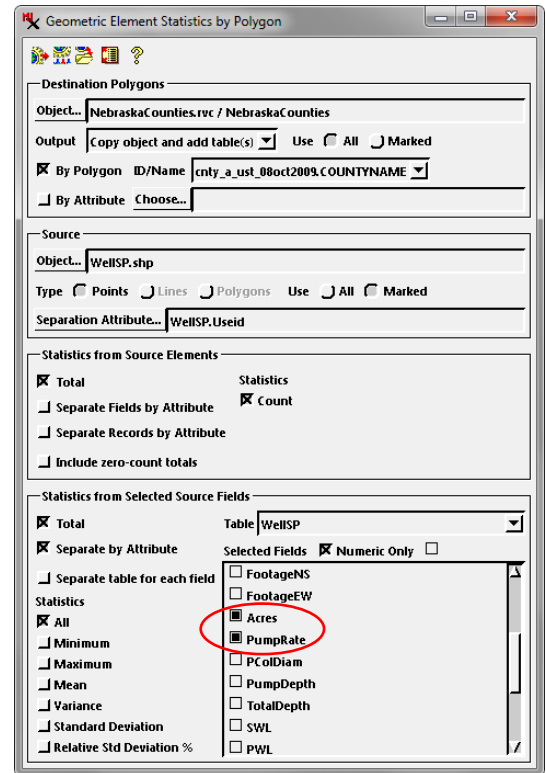 Geometric Element Statistics by Polygon
?
Destination Polygons
Object... NebraskaCounties.rvc / NebraskaCounties
Output Copy object and add table(s) Use All Marked
By Polygon ID/Name cnty_a_ust_08oct2009.COUNTYNAME
By Attribute Choose...
Source
Object... WellSP.shp
Type Points Lines Polygons Use All Marked
Separation Attribute... WellSP.Useid
Statistics from Source Elements
Total Statistics
Separate Fields by Attribute Count
Separate Records by Attribute
Include zero-count totals
Statistics from Selected Source Fields
Total Table WellSP
Separate by Attribute Selected Fields Numeric Only
Separate table for each field FootageNS
Statistics FootageEW
All Acres
Minimum PumpRate
Maximum PColDiam
Mean PumpDepth
Variance TotalDepth
Standard Deviation SWL
Relative Std Deviation % PWL